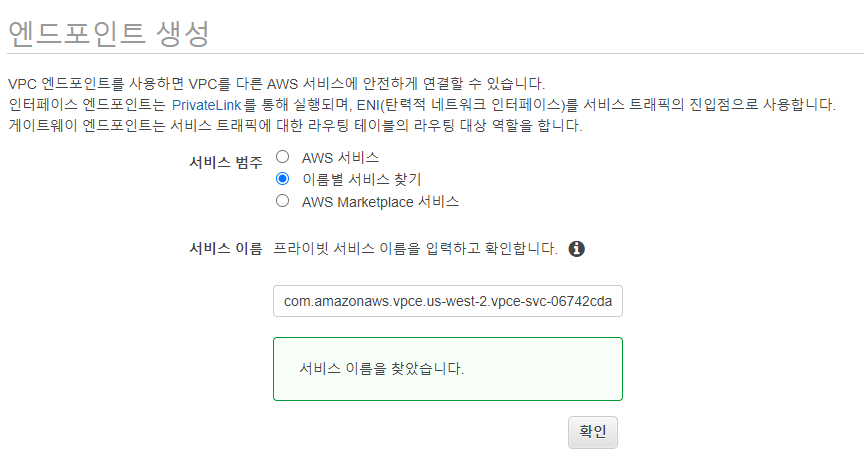 엔드포인트 생성
VPC 엔드포인트를 사용하면 VPC를 다른 AWS 서비스에 안전하게 연결할 수 있습니다.
인터페이스 엔드포인트는 PrivateLink를 통해 실행되며, ENI(탄력적 네트워크 인터페이스)를 서비스 트래픽의 진입점으로 사용합니다.
게이트웨이 엔드포인트는 서비스 트래픽에 대한 라우팅 테이블의 라우팅 대상 역할을 합니다.
서비스 범주 AWS 서비스
이름별 서비스 찾기
AWS Marketplace 서비스
서비스 이름 프라이빗 서비스 이름을 입력하고 확인합니다.
com.amazonaws.vpce.us-west-2.vpce-svc-06742cda
서비스 이름을 찾았습니다.
확인